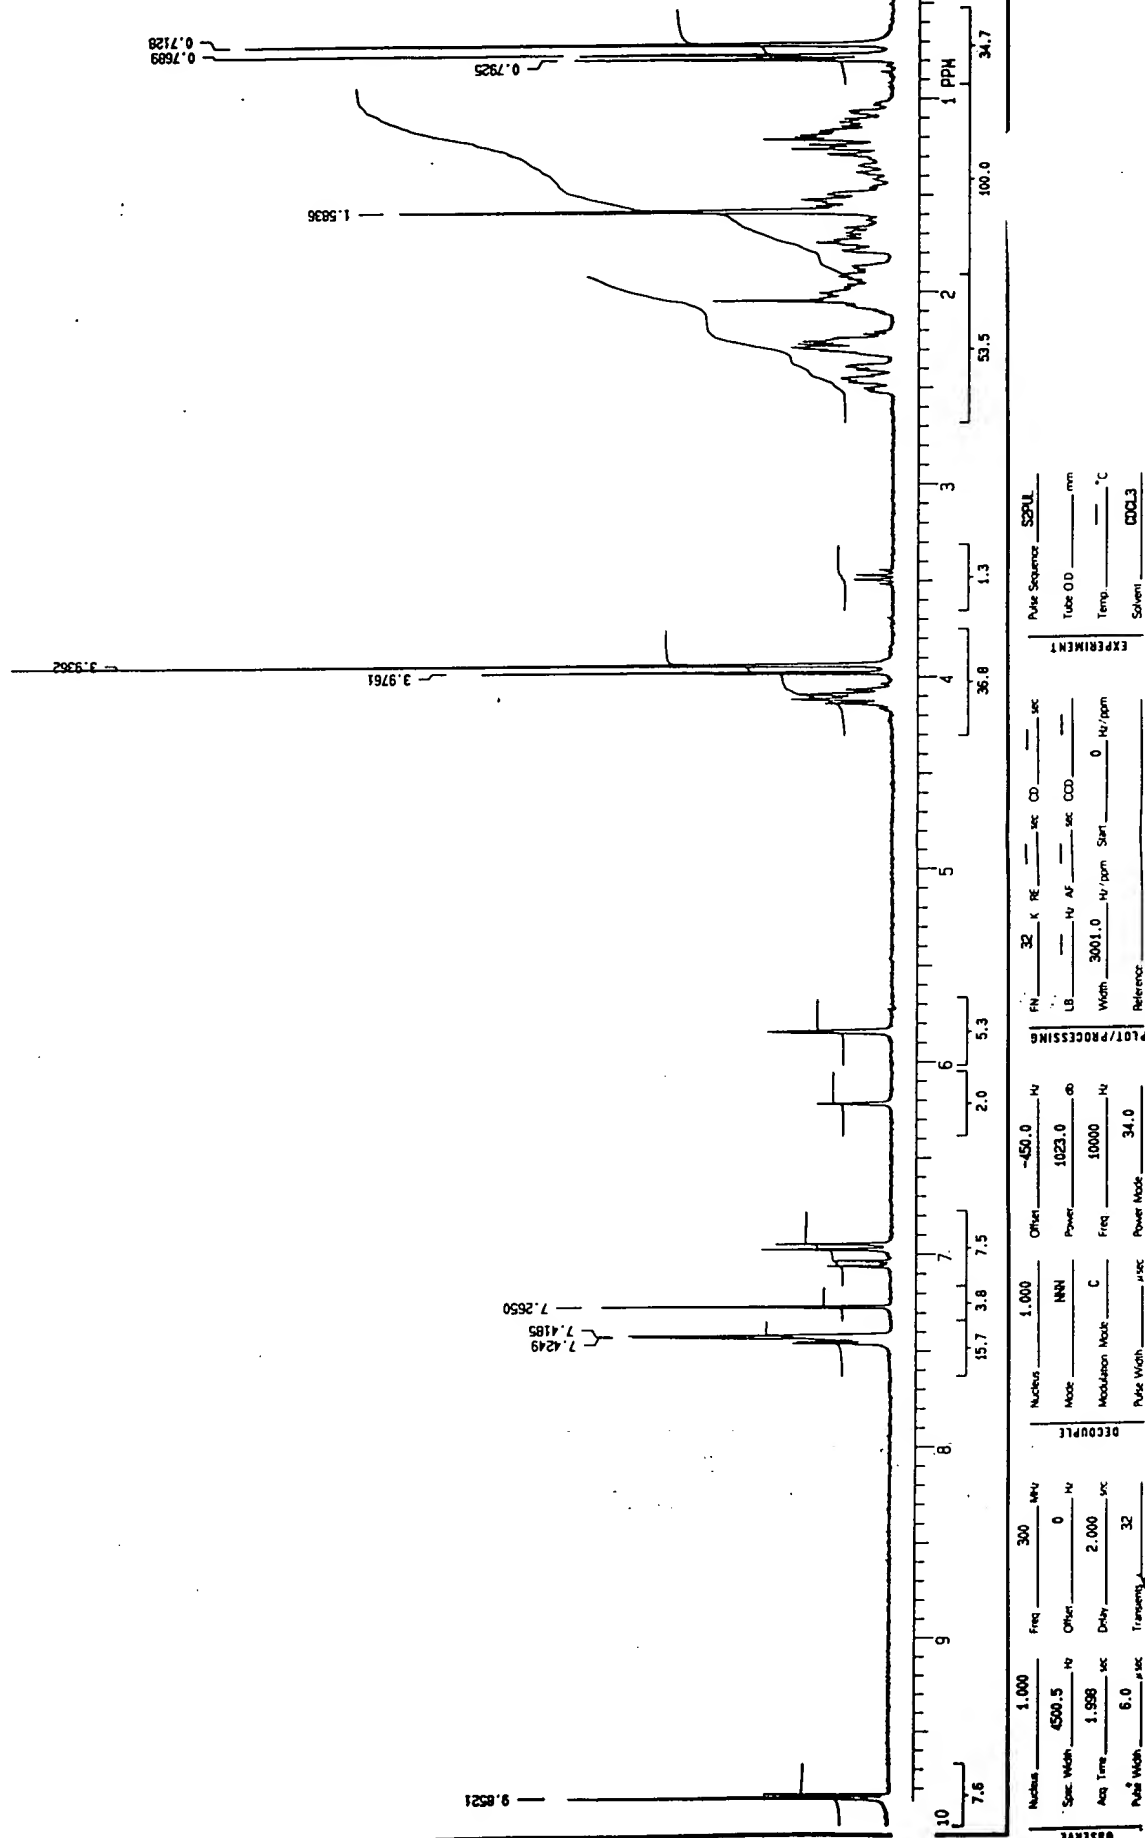 9.8521
7.4249
7.4185
7.2650
3.9761
3.9362
1.5836
0.7925
0.7689
0.7128
10 9 8 7 6 5 4 3 2 1 PPM
7.6 15.7 3.8 7.5 2.0 5.3 36.8 1.3 53.5 100.0 34.7
OBSERVE
Nucleus 1.000 Freq 300 MHz
Spec. Width 4500.5 Hz Offset 0 Hz
Acq Time 1.998 sec Delay 2.000 sec
Pulse Width 6.0 μsec Transients 32
DECOUPLE
Nucleus 1.000 Offset -450.0 Hz
Mode NNN Power 1023.0 db
Modulation Mode C Freq 10000 Hz
Pulse Width μsec Power Mode 34.0
PLOT/PROCESSING
FN 32 K RE — sec CD — sec
LB — Hz AF — sec CCD —
Width 3001.0 Hz/ppm Start 0 Hz/ppm
Reference
EXPERIMENT
Pulse Sequence S2PUL
Tube O.D. mm
Temp. — °C
Solvent CDCL3